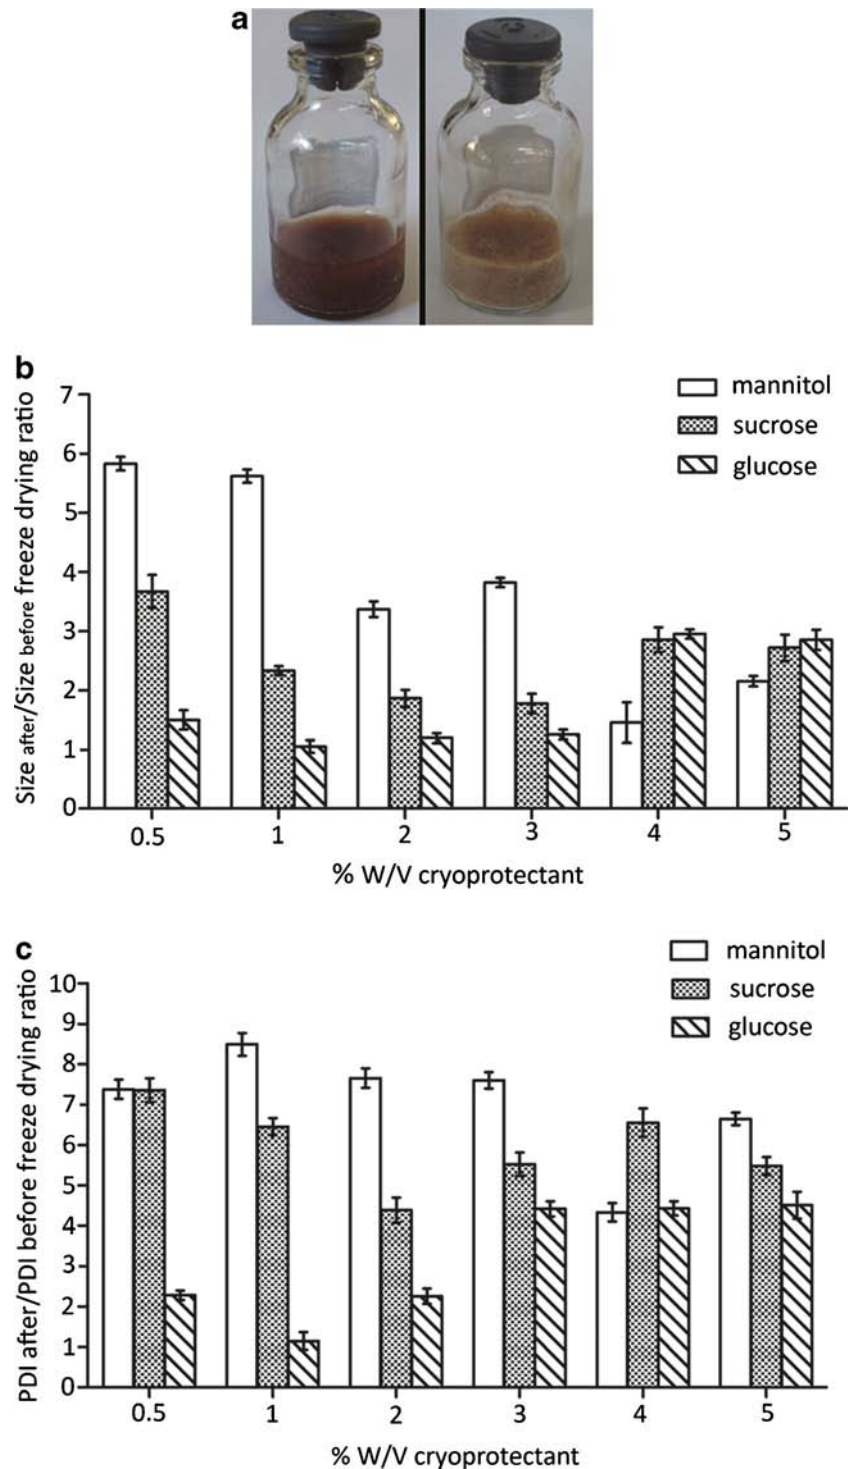 a
b
Size after/Size before freeze drying ratio
7
6
5
4
3
2
1
0
mannitol
sucrose
glucose
0.5 1 2 3 4 5
% W/V cryoprotectant
c
PDI after/PDI before freeze drying ratio
10
9
8
7
6
5
4
3
2
1
0
mannitol
sucrose
glucose
0.5 1 2 3 4 5
% W/V cryoprotectant